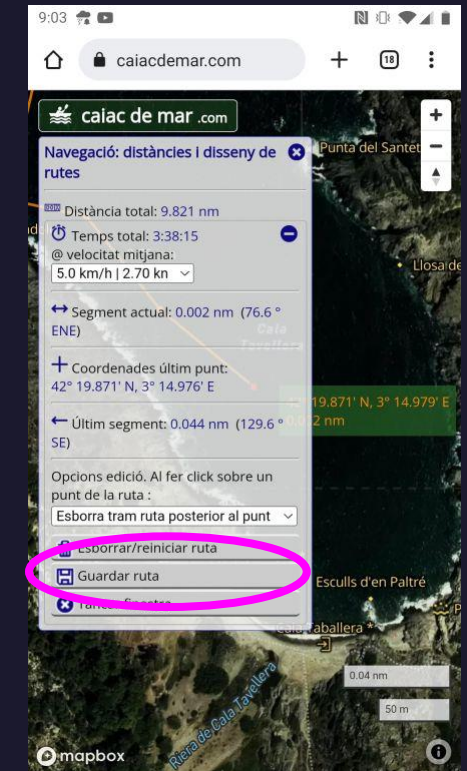 9:03
caiacdemar.com
18
caiac de mar .com
Navegació: distàncies i disseny de
rutes
Punta del Santet
Distància total: 9.821 nm
Temps total: 3:38:15
@ velocitat mitjana:
5.0 km/h | 2.70 kn
Llosa de
Segment actual: 0.002 nm (76.6 °
ENE)
Cala
Tavellera
Coordenades últim punt:
42° 19.871' N, 3° 14.976' E
19.871' N, 3° 14.979' E
2 nm
Últim segment: 0.044 nm (129.6 °
SE)
Opcions edició. Al fer click sobre un
punt de la ruta :
Esborra tram ruta posterior al punt
Esborrar/reiniciar ruta
Guardar ruta
Esculls d'en Paltré
Cala Taballera
Riera de Cala Tavellera
0.04 nm
50 m
mapbox